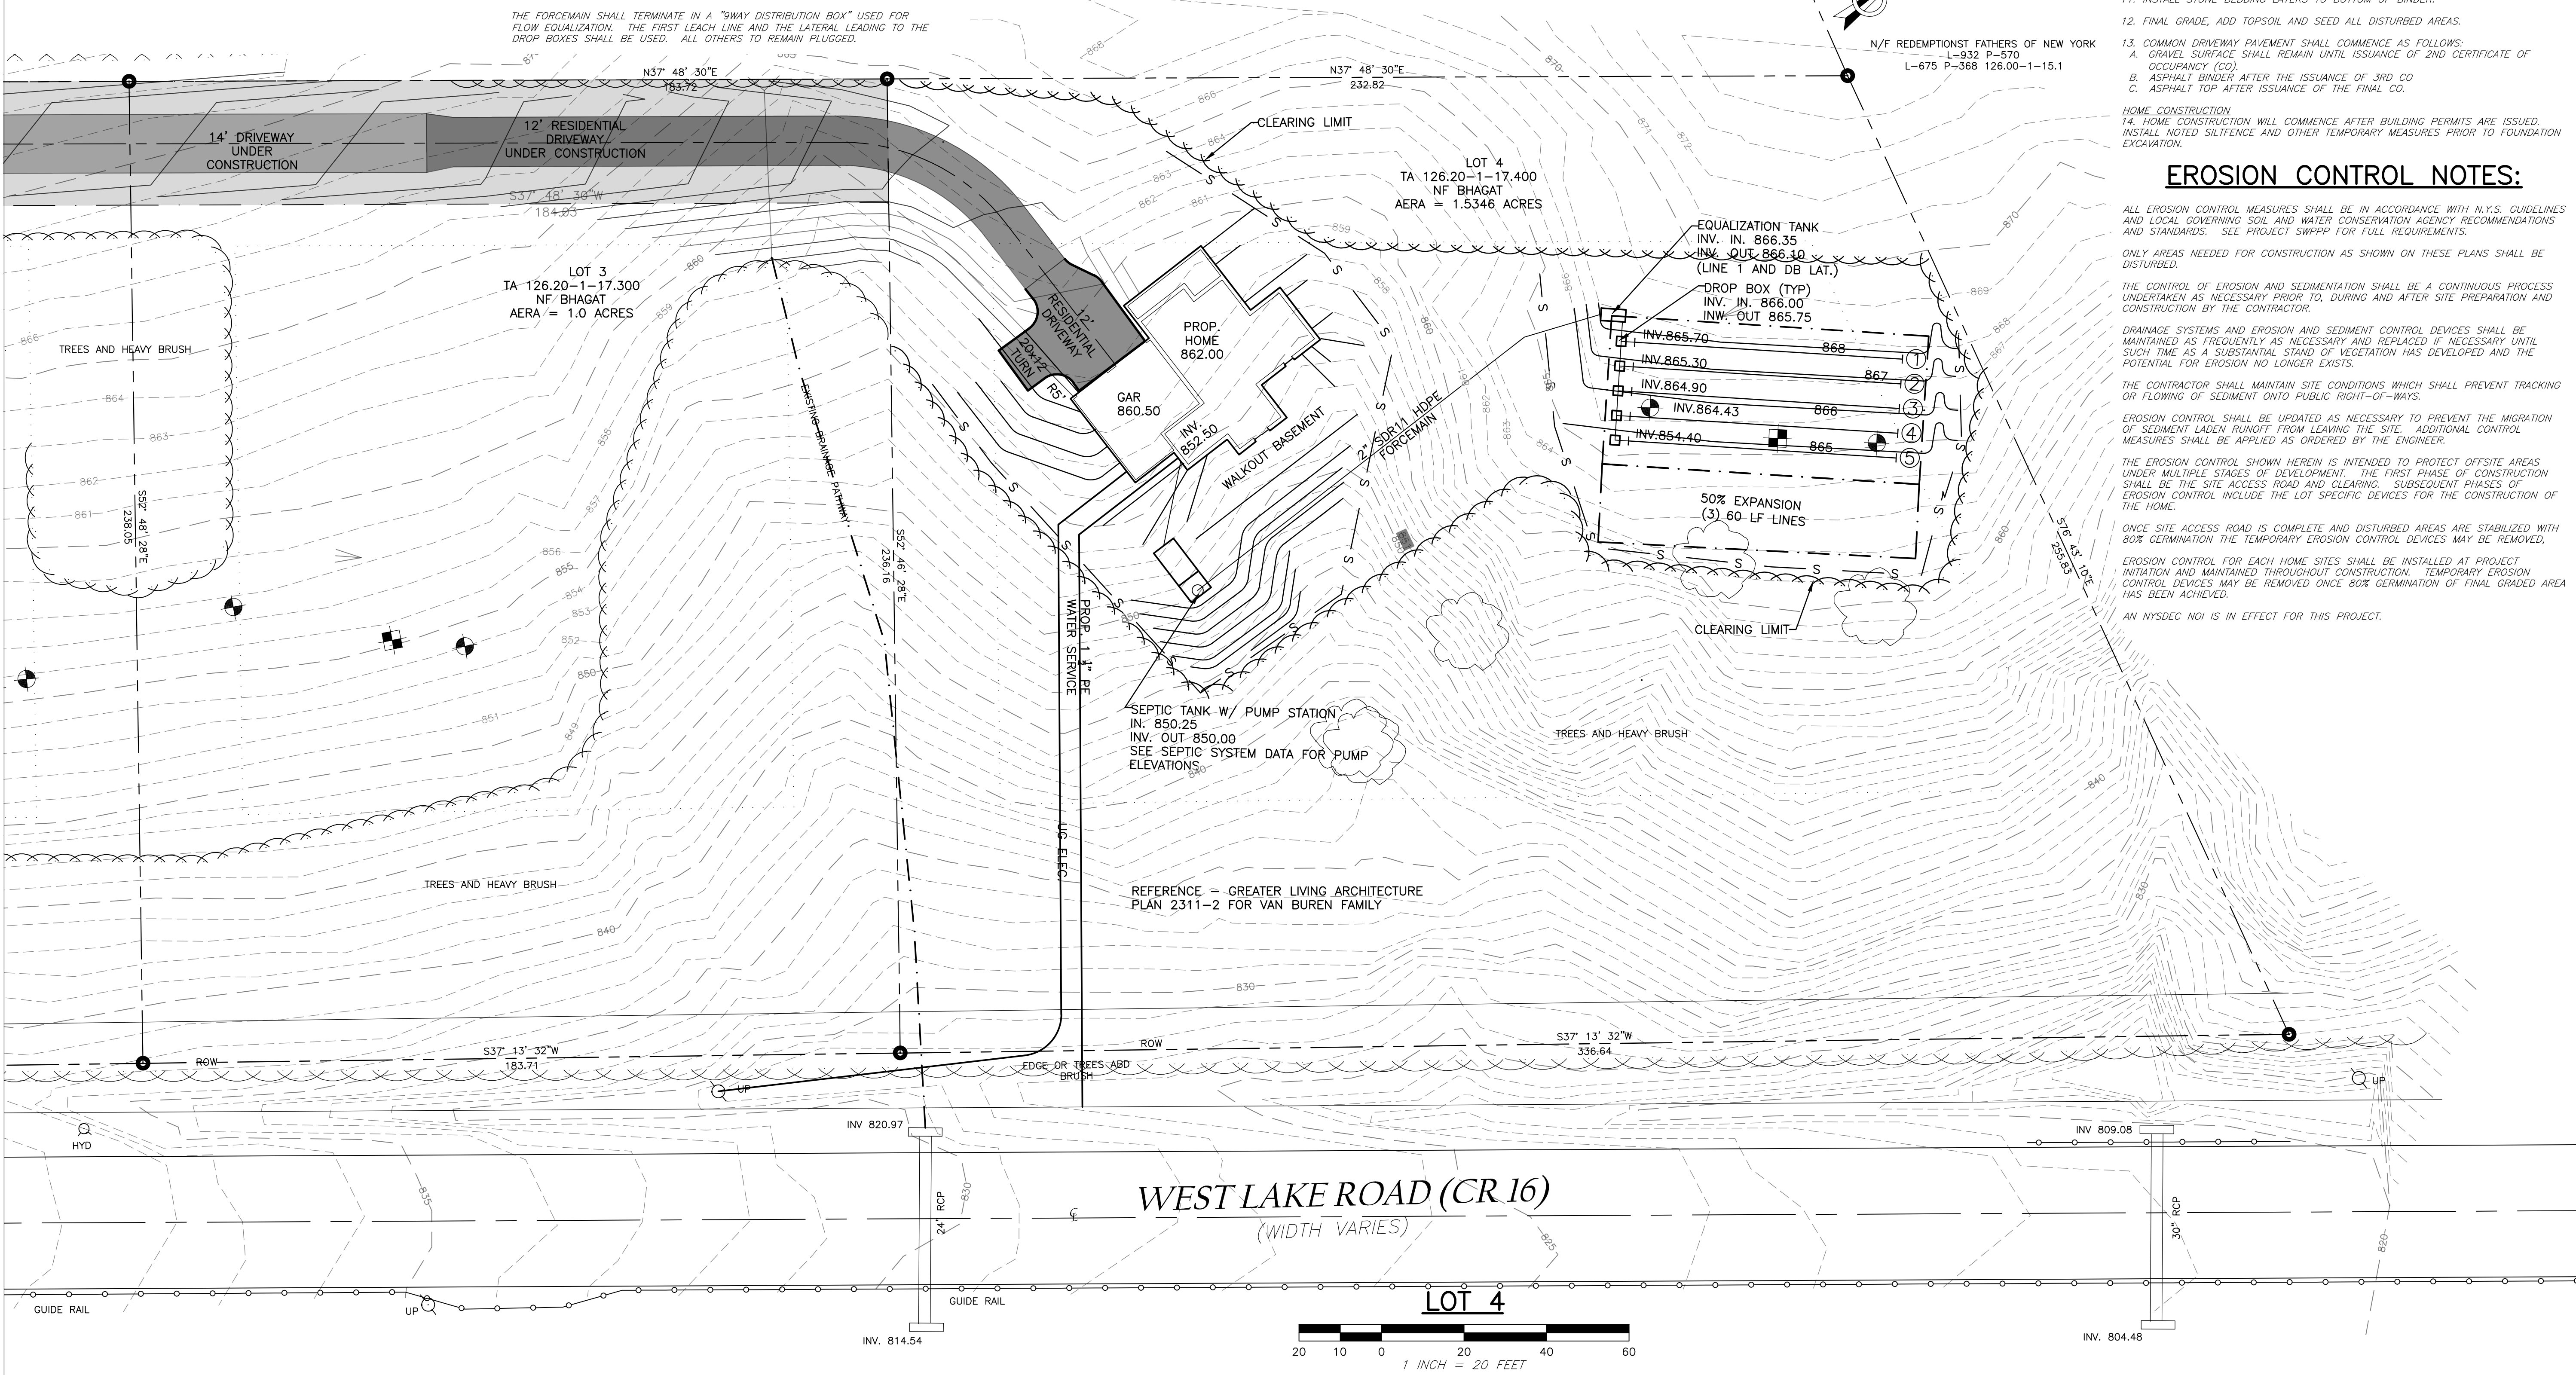 THE FORCEMAIN SHALL TERMINATE IN A "9WAY DISTRIBUTION BOX" USED FOR
FLOW EQUALIZATION. THE FIRST LEACH LINE AND THE LATERAL LEADING TO THE
DROP BOXES SHALL BE USED. ALL OTHERS TO REMAIN PLUGGED.
N37° 48' 30"E
183.72
N37° 48' 30"E
232.82
14' DRIVEWAY
UNDER
CONSTRUCTION
12' RESIDENTIAL
DRIVEWAY
UNDER CONSTRUCTION
S37° 48' 30"W
184.03
CLEARING LIMIT
LOT 4
TA 126.20-1-17.400
NF BHAGAT
AERA = 1.5346 ACRES
N/F REDEMPTIONST FATHERS OF NEW YORK
L-932 P-570
L-675 P-368 126.00-1-15.1
LOT 3
TA 126.20-1-17.300
NF BHAGAT
AERA = 1.0 ACRES
TREES AND HEAVY BRUSH
12'
RESIDENTIAL
DRIVEWAY
20x12
TURN
R5'
PROP.
HOME
862.00
GAR
860.50
INV.
852.50
WALKOUT BASEMENT
2" SDR11 HDPE
FORCEMAIN
EQUALIZATION TANK
INV. IN. 866.35
INV. OUT 866.10
(LINE 1 AND DB LAT.)
DROP BOX (TYP)
INV. IN. 866.00
INW. OUT 865.75
INV.865.70
868
1
INV.865.30
867
2
INV.864.90
3
INV.864.43
866
4
INV.854.40
865
5
50% EXPANSION
(3) 60 LF LINES
CLEARING LIMIT
EXISTING DRAINAGE PATHWAY
S52° 48' 28"E
238.05
S52° 46' 28"E
236.16
S76° 43' 10"E
255.83
PROP. 1 1/2" PE
WATER SERVICE
UG ELEC.
SEPTIC TANK W/ PUMP STATION
IN. 850.25
INV. OUT 850.00
SEE SEPTIC SYSTEM DATA FOR PUMP
ELEVATIONS
TREES AND HEAVY BRUSH
TREES AND HEAVY BRUSH
REFERENCE - GREATER LIVING ARCHITECTURE
PLAN 2311-2 FOR VAN BUREN FAMILY
ROW
S37° 13' 32"W
183.71
ROW
S37° 13' 32"W
336.64
EDGE OR TREES ABD
BRUSH
UP
UP
HYD
INV 820.97
24" RCP
INV. 814.54
INV 809.08
30" RCP
INV. 804.48
WEST LAKE ROAD (CR 16)
(WIDTH VARIES)
GUIDE RAIL
UP
GUIDE RAIL
LOT 4
20 10 0 20 40 60
1 INCH = 20 FEET
11. INSTALL STONE BEDDING LAYERS TO BOTTOM OF BINDER.
12. FINAL GRADE, ADD TOPSOIL AND SEED ALL DISTURBED AREAS.
13. COMMON DRIVEWAY PAVEMENT SHALL COMMENCE AS FOLLOWS:
A. GRAVEL SURFACE SHALL REMAIN UNTIL ISSUANCE OF 2ND CERTIFICATE OF
OCCUPANCY (CO).
B. ASPHALT BINDER AFTER THE ISSUANCE OF 3RD CO
C. ASPHALT TOP AFTER ISSUANCE OF THE FINAL CO.
HOME CONSTRUCTION
14. HOME CONSTRUCTION WILL COMMENCE AFTER BUILDING PERMITS ARE ISSUED.
INSTALL NOTED SILTFENCE AND OTHER TEMPORARY MEASURES PRIOR TO FOUNDATION
EXCAVATION.
EROSION CONTROL NOTES:
ALL EROSION CONTROL MEASURES SHALL BE IN ACCORDANCE WITH N.Y.S. GUIDELINES
AND LOCAL GOVERNING SOIL AND WATER CONSERVATION AGENCY RECOMMENDATIONS
AND STANDARDS. SEE PROJECT SWPPP FOR FULL REQUIREMENTS.
ONLY AREAS NEEDED FOR CONSTRUCTION AS SHOWN ON THESE PLANS SHALL BE
DISTURBED.
THE CONTROL OF EROSION AND SEDIMENTATION SHALL BE A CONTINUOUS PROCESS
UNDERTAKEN AS NECESSARY PRIOR TO, DURING AND AFTER SITE PREPARATION AND
CONSTRUCTION BY THE CONTRACTOR.
DRAINAGE SYSTEMS AND EROSION AND SEDIMENT CONTROL DEVICES SHALL BE
MAINTAINED AS FREQUENTLY AS NECESSARY AND REPLACED IF NECESSARY UNTIL
SUCH TIME AS A SUBSTANTIAL STAND OF VEGETATION HAS DEVELOPED AND THE
POTENTIAL FOR EROSION NO LONGER EXISTS.
THE CONTRACTOR SHALL MAINTAIN SITE CONDITIONS WHICH SHALL PREVENT TRACKING
OR FLOWING OF SEDIMENT ONTO PUBLIC RIGHT-OF-WAYS.
EROSION CONTROL SHALL BE UPDATED AS NECESSARY TO PREVENT THE MIGRATION
OF SEDIMENT LADEN RUNOFF FROM LEAVING THE SITE. ADDITIONAL CONTROL
MEASURES SHALL BE APPLIED AS ORDERED BY THE ENGINEER.
THE EROSION CONTROL SHOWN HEREIN IS INTENDED TO PROTECT OFFSITE AREAS
UNDER MULTIPLE STAGES OF DEVELOPMENT. THE FIRST PHASE OF CONSTRUCTION
SHALL BE THE SITE ACCESS ROAD AND CLEARING. SUBSEQUENT PHASES OF
EROSION CONTROL INCLUDE THE LOT SPECIFIC DEVICES FOR THE CONSTRUCTION OF
THE HOME.
ONCE SITE ACCESS ROAD IS COMPLETE AND DISTURBED AREAS ARE STABILIZED WITH
80% GERMINATION THE TEMPORARY EROSION CONTROL DEVICES MAY BE REMOVED,
EROSION CONTROL FOR EACH HOME SITES SHALL BE INSTALLED AT PROJECT
INITIATION AND MAINTAINED THROUGHOUT CONSTRUCTION. TEMPORARY EROSION
CONTROL DEVICES MAY BE REMOVED ONCE 80% GERMINATION OF FINAL GRADED AREA
HAS BEEN ACHIEVED.
AN NYSDEC NOI IS IN EFFECT FOR THIS PROJECT.